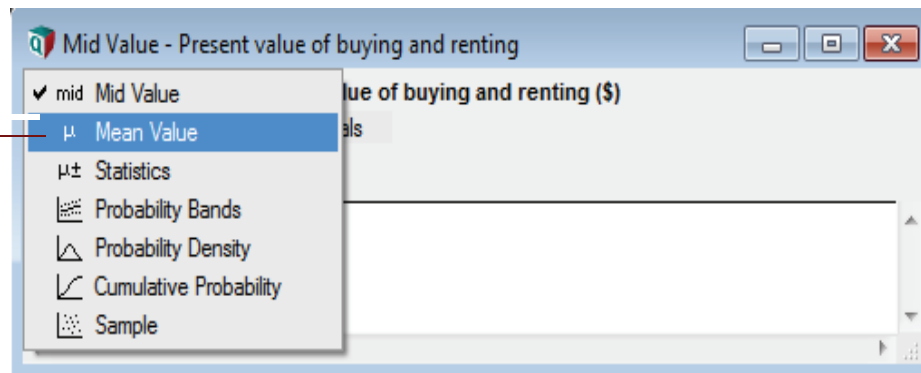 Mid Value - Present value of buying and renting
✔ mid Mid Value
lue of buying and renting ($)
μ Mean Value
als
μ± Statistics
Probability Bands
Probability Density
Cumulative Probability
Sample